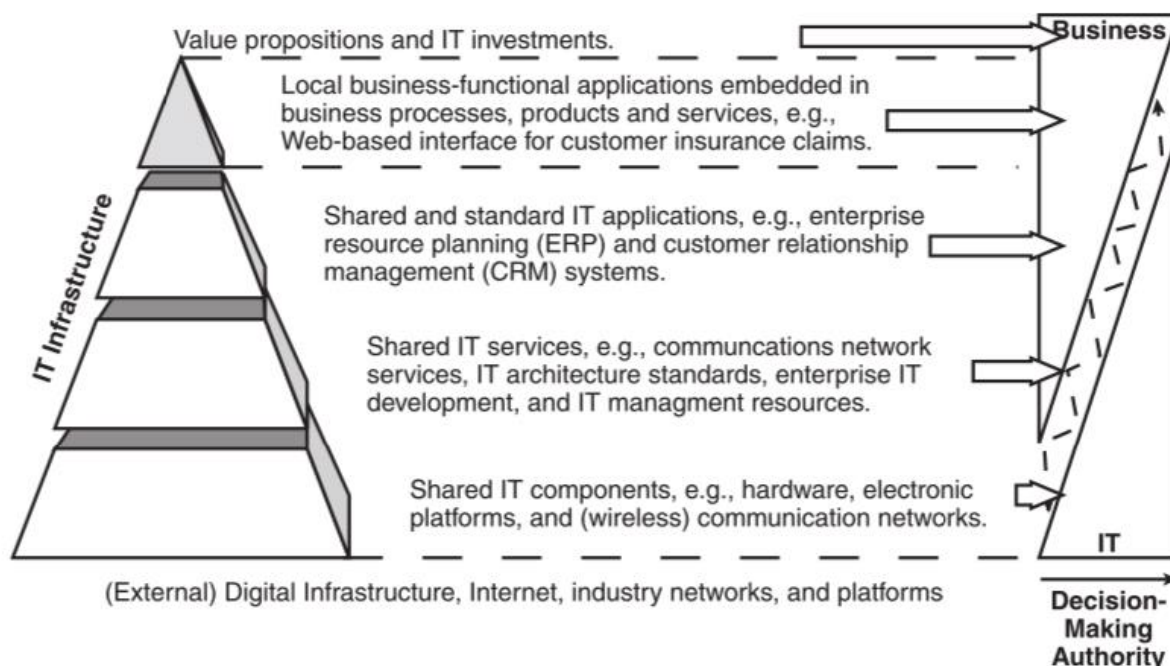 Value propositions and IT investments.
Business
Local business-functional applications embedded in
business processes, products and services, e.g.,
Web-based interface for customer insurance claims.
IT Infrastructure
Shared and standard IT applications, e.g., enterprise
resource planning (ERP) and customer relationship
management (CRM) systems.
Shared IT services, e.g., communcations network
services, IT architecture standards, enterprise IT
development, and IT managment resources.
Shared IT components, e.g., hardware, electronic
platforms, and (wireless) communication networks.
IT
(External) Digital Infrastructure, Internet, industry networks, and platforms
Decision-
Making
Authority